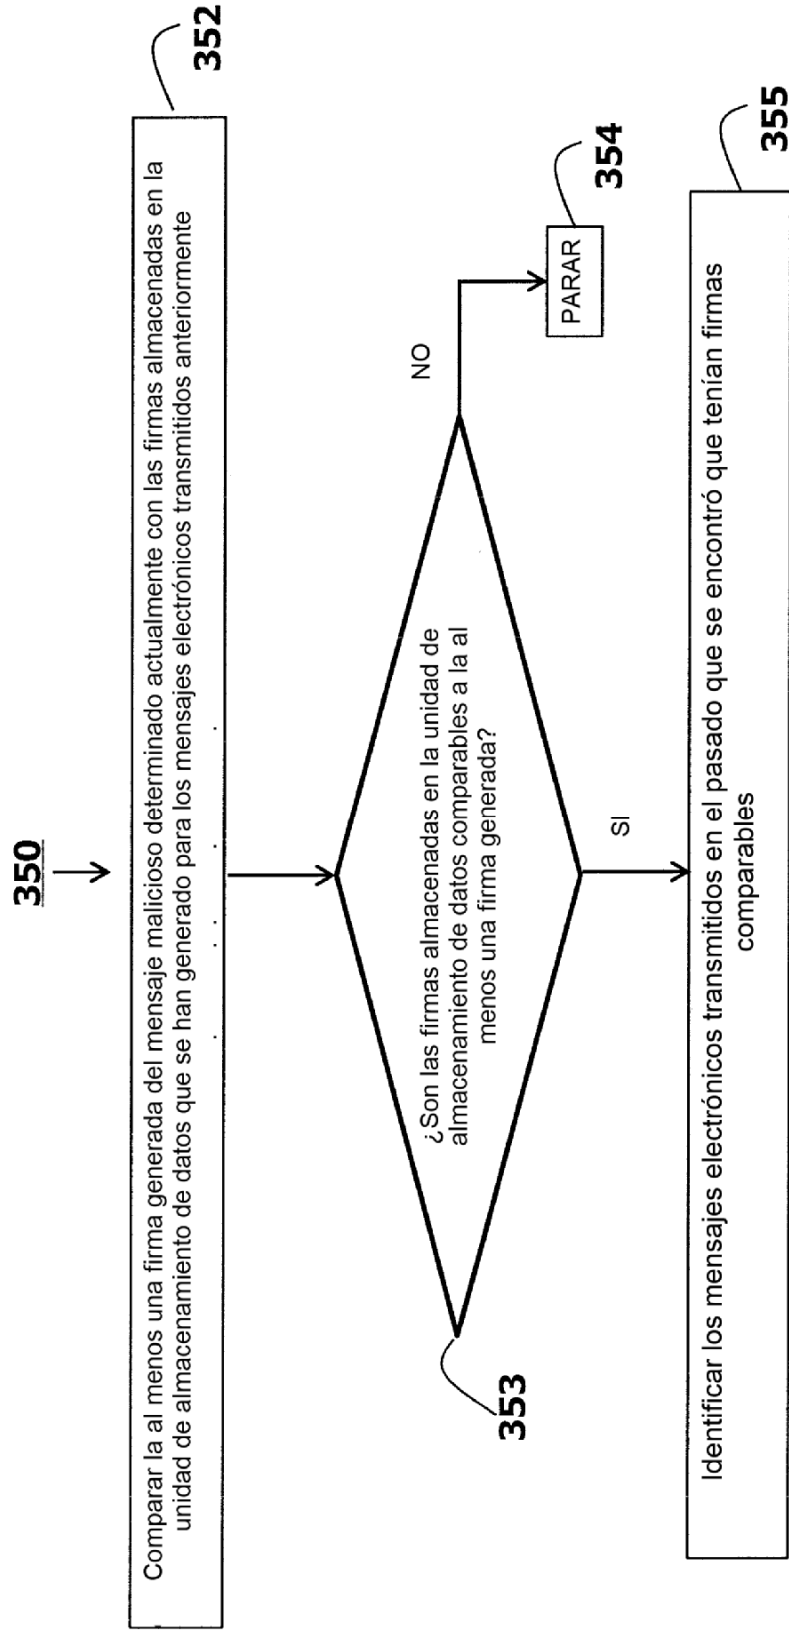 350
352
Comparar la al menos una firma generada del mensaje malicioso determinado actualmente con las firmas almacenadas en la
unidad de almacenamiento de datos que se han generado para los mensajes electrónicos transmitidos anteriormente
353
¿Son las firmas almacenadas en la unidad de
almacenamiento de datos comparables a la al
menos una firma generada?
NO
354
PARAR
SI
355
Identificar los mensajes electrónicos transmitidos en el pasado que se encontró que tenían firmas
comparables